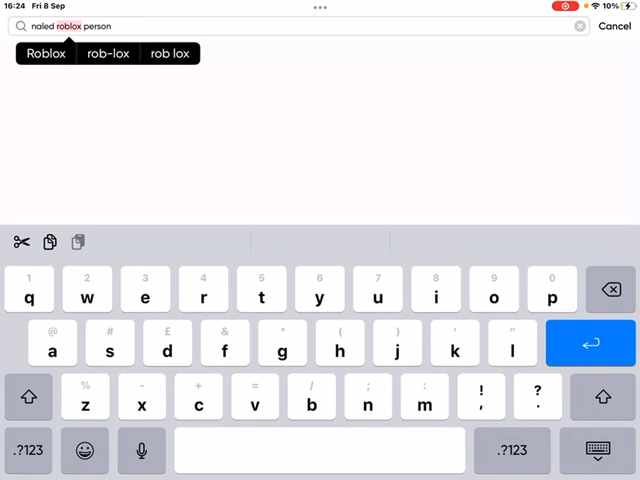 16:24 Fri 8 Sep 10%
naled roblox person Cancel
Roblox rob-lox rob lox
1 2 3 4 5 6 7 8 9 0
q w e r t y u i o p
@ # £ & * ( ) ' "
a s d f g h j k l
% - + = / ; : ! ?
z x c v b n m , .
.?123 .?123